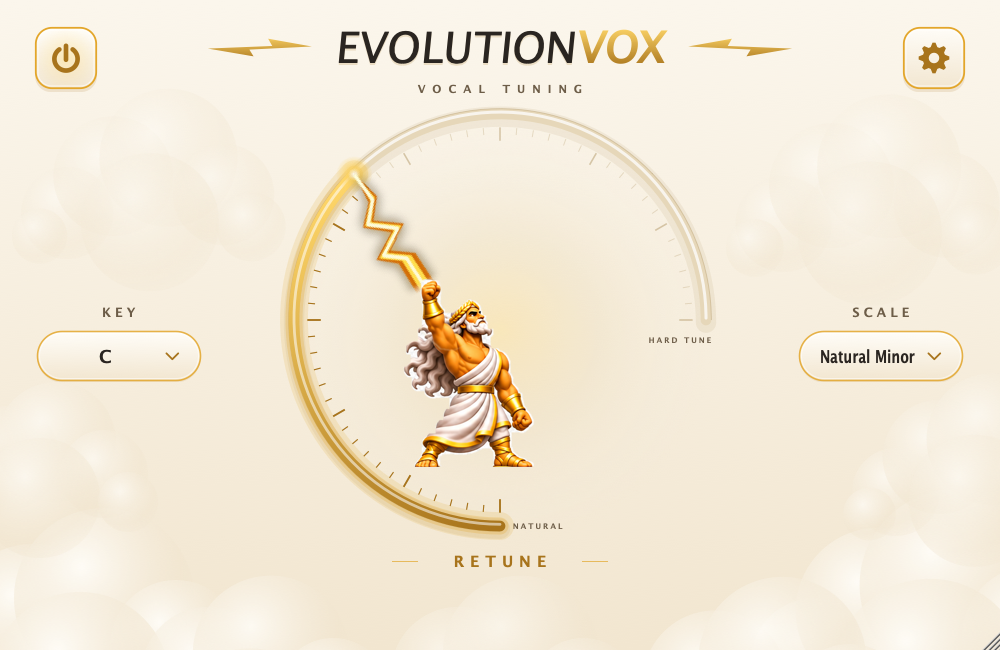 EVOLUTIONVOX
VOCAL TUNING
KEY
C
SCALE
Natural Minor
HARD TUNE
NATURAL
RETUNE